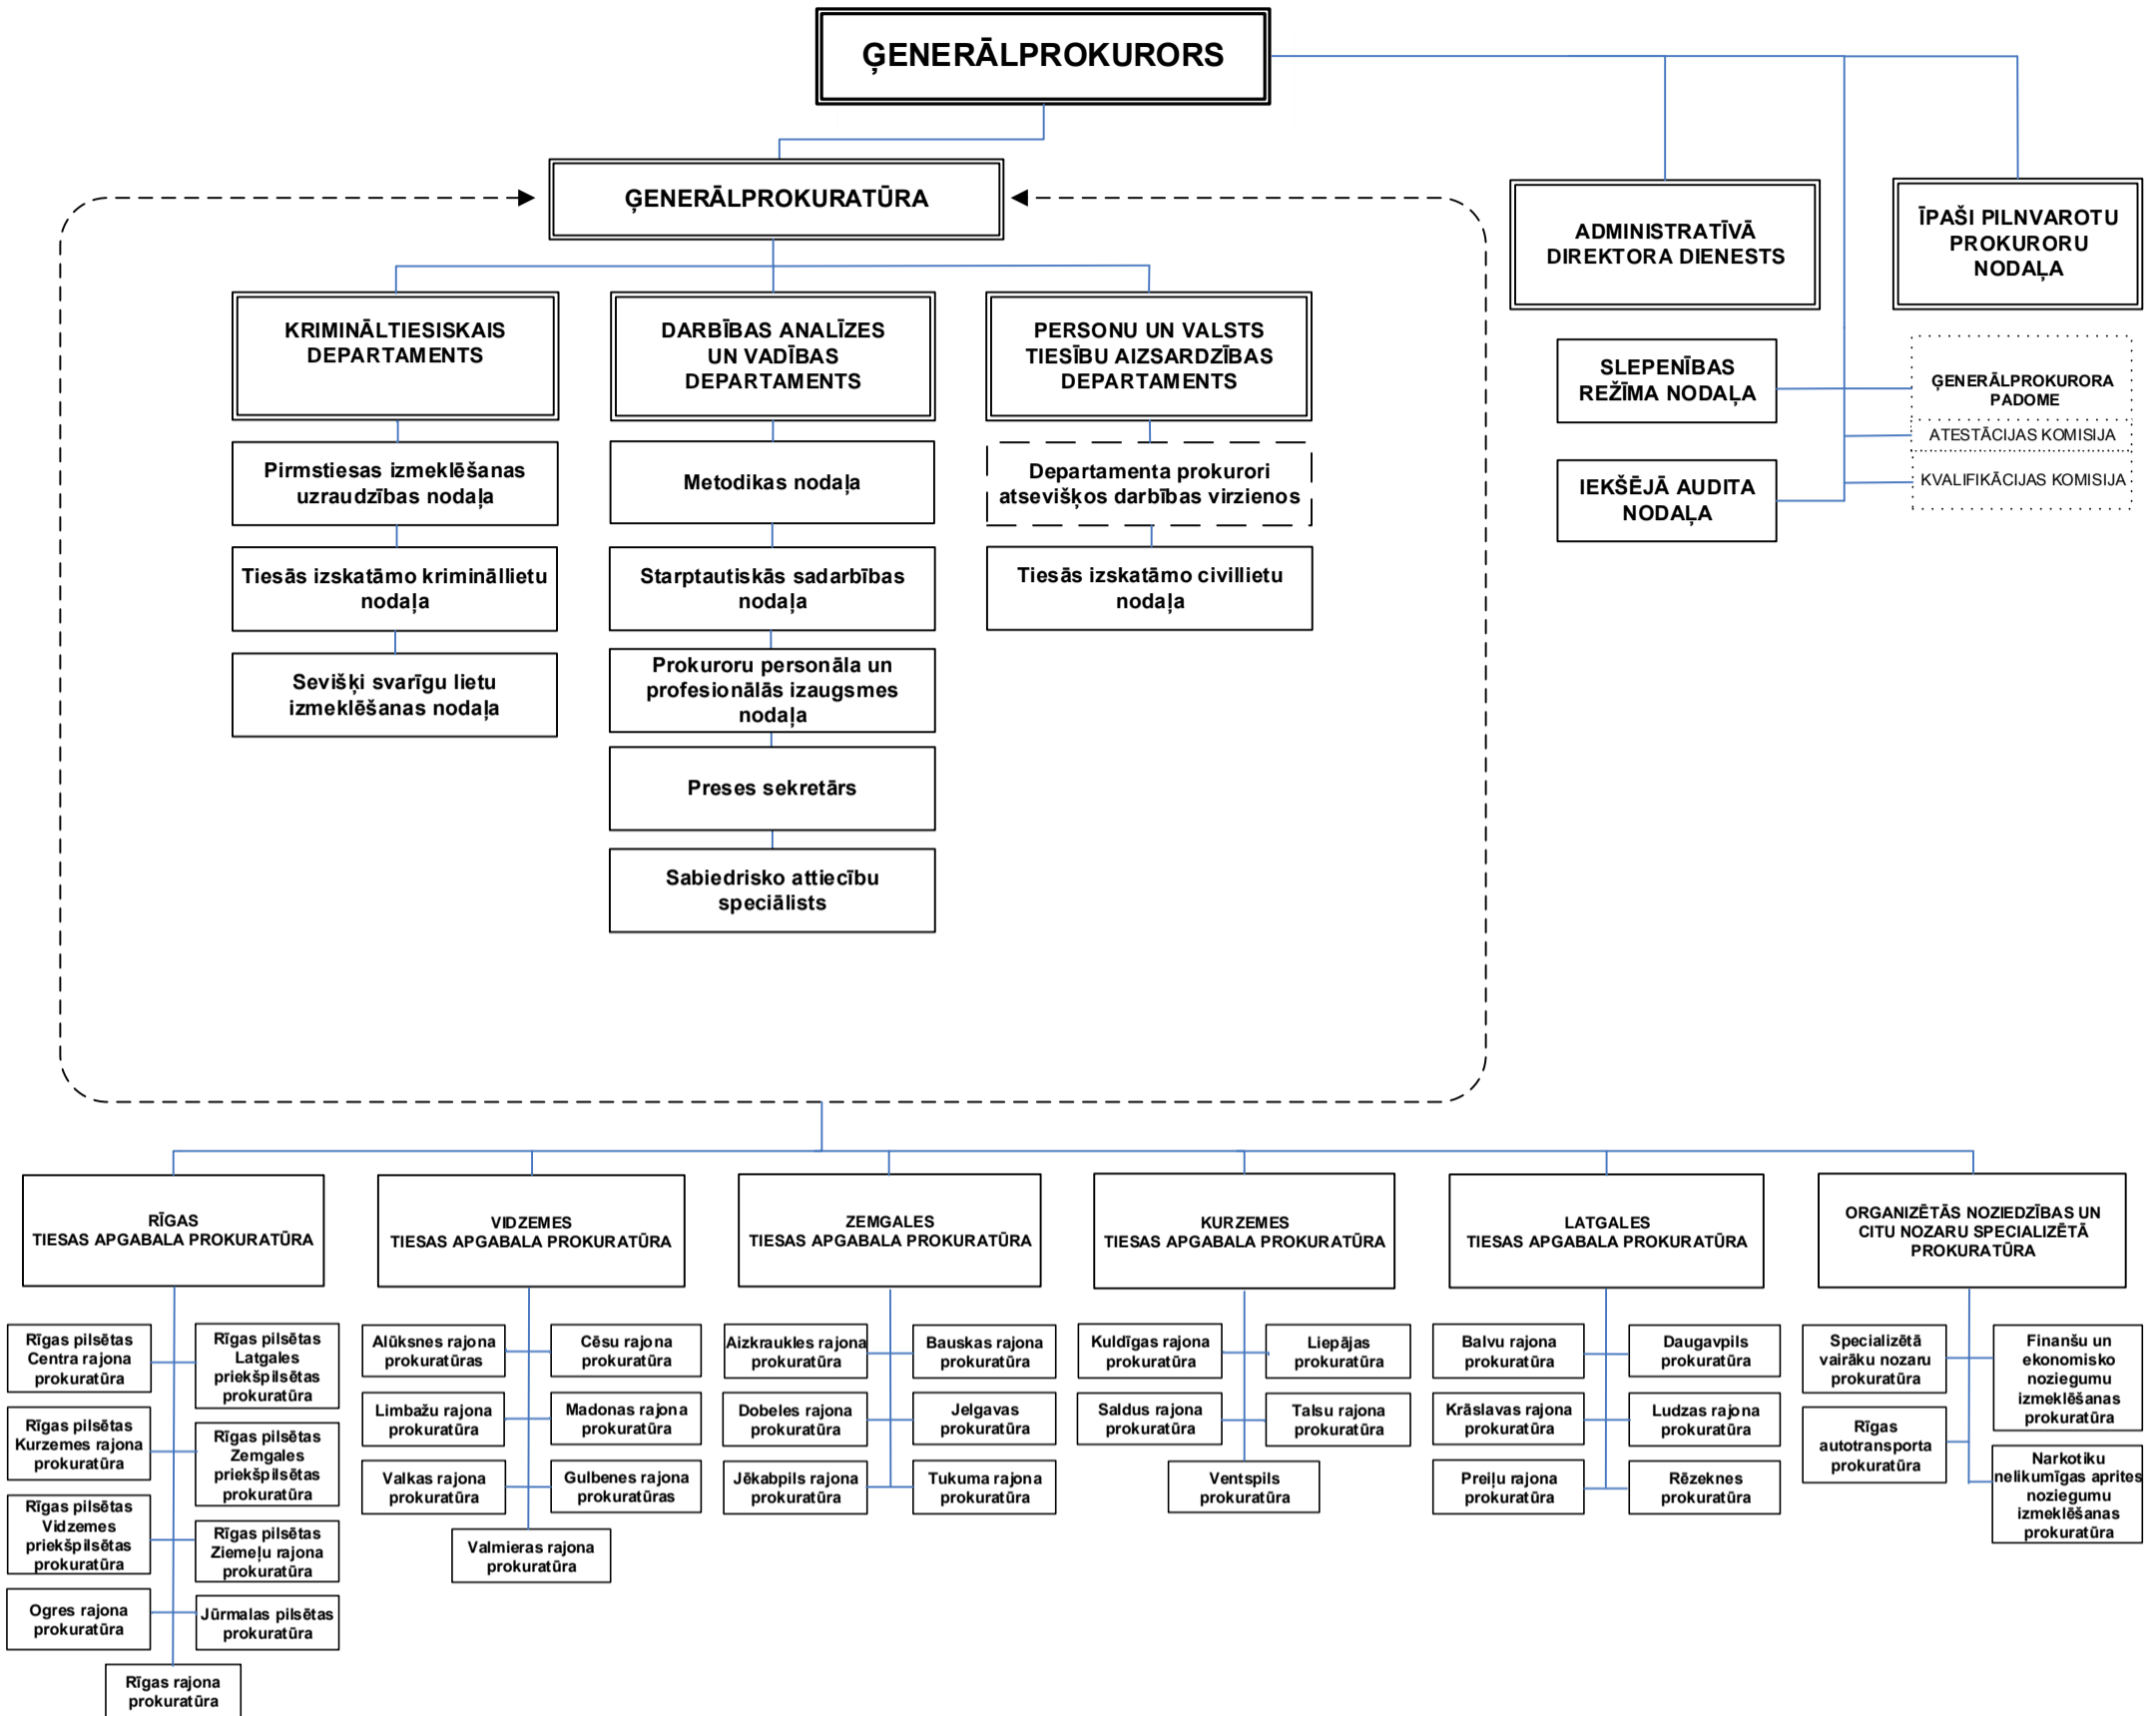 ĢENERĀLPROKURORS
ĢENERĀLPROKURATŪRA
ADMINISTRATĪVĀ
DIREKTORA DIENESTS
ĪPAŠI PILNVAROTU
PROKURORU
NODAĻA
KRIMINĀLTIESISKAIS
DEPARTAMENTS
DARBĪBAS ANALĪZES
UN VADĪBAS
DEPARTAMENTS
PERSONU UN VALSTS
TIESĪBU AIZSARDZĪBAS
DEPARTAMENTS
SLEPENĪBAS
REŽĪMA NODAĻA
ĢENERĀLPROKURORA
PADOME
ATESTĀCIJAS KOMISIJA
KVALIFIKĀCIJAS KOMISIJA
IEKŠĒJĀ AUDITA
NODAĻA
Pirmstiesas izmeklēšanas
uzraudzības nodaļa
Metodikas nodaļa
Departamenta prokurori
atsevišķos darbības virzienos
Tiesās izskatāmo krimināllietu
nodaļa
Starptautiskās sadarbības
nodaļa
Tiesās izskatāmo civillietu
nodaļa
Sevišķi svarīgu lietu
izmeklēšanas nodaļa
Prokuroru personāla un
profesionālās izaugsmes
nodaļa
Preses sekretārs
Sabiedrisko attiecību
speciālists
RĪGAS
TIESAS APGABALA PROKURATŪRA
VIDZEMES
TIESAS APGABALA PROKURATŪRA
ZEMGALES
TIESAS APGABALA PROKURATŪRA
KURZEMES
TIESAS APGABALA PROKURATŪRA
LATGALES
TIESAS APGABALA PROKURATŪRA
ORGANIZĒTĀS NOZIEDZĪBAS UN
CITU NOZARU SPECIALIZĒTĀ
PROKURATŪRA
Rīgas pilsētas
Centra rajona
prokuratūra
Rīgas pilsētas
Latgales
priekšpilsētas
prokuratūra
Rīgas pilsētas
Kurzemes rajona
prokuratūra
Rīgas pilsētas
Zemgales
priekšpilsētas
prokuratūra
Rīgas pilsētas
Vidzemes
priekšpilsētas
prokuratūra
Rīgas pilsētas
Ziemeļu rajona
prokuratūra
Ogres rajona
prokuratūra
Jūrmalas pilsētas
prokuratūra
Rīgas rajona
prokuratūra
Alūksnes rajona
prokuratūras
Cēsu rajona
prokuratūra
Limbažu rajona
prokuratūra
Madonas rajona
prokuratūra
Valkas rajona
prokuratūra
Gulbenes rajona
prokuratūras
Valmieras rajona
prokuratūra
Aizkraukles rajona
prokuratūra
Bauskas rajona
prokuratūra
Dobeles rajona
prokuratūra
Jelgavas
prokuratūra
Jēkabpils rajona
prokuratūra
Tukuma rajona
prokuratūra
Kuldīgas rajona
prokuratūra
Liepājas
prokuratūra
Saldus rajona
prokuratūra
Talsu rajona
prokuratūra
Ventspils
prokuratūra
Balvu rajona
prokuratūra
Daugavpils
prokuratūra
Krāslavas rajona
prokuratūra
Ludzas rajona
prokuratūra
Preiļu rajona
prokuratūra
Rēzeknes
prokuratūra
Specializētā
vairāku nozaru
prokuratūra
Finanšu un
ekonomisko
noziegumu
izmeklēšanas
prokuratūra
Rīgas
autotransporta
prokuratūra
Narkotiku
nelikumīgas aprites
noziegumu
izmeklēšanas
prokuratūra